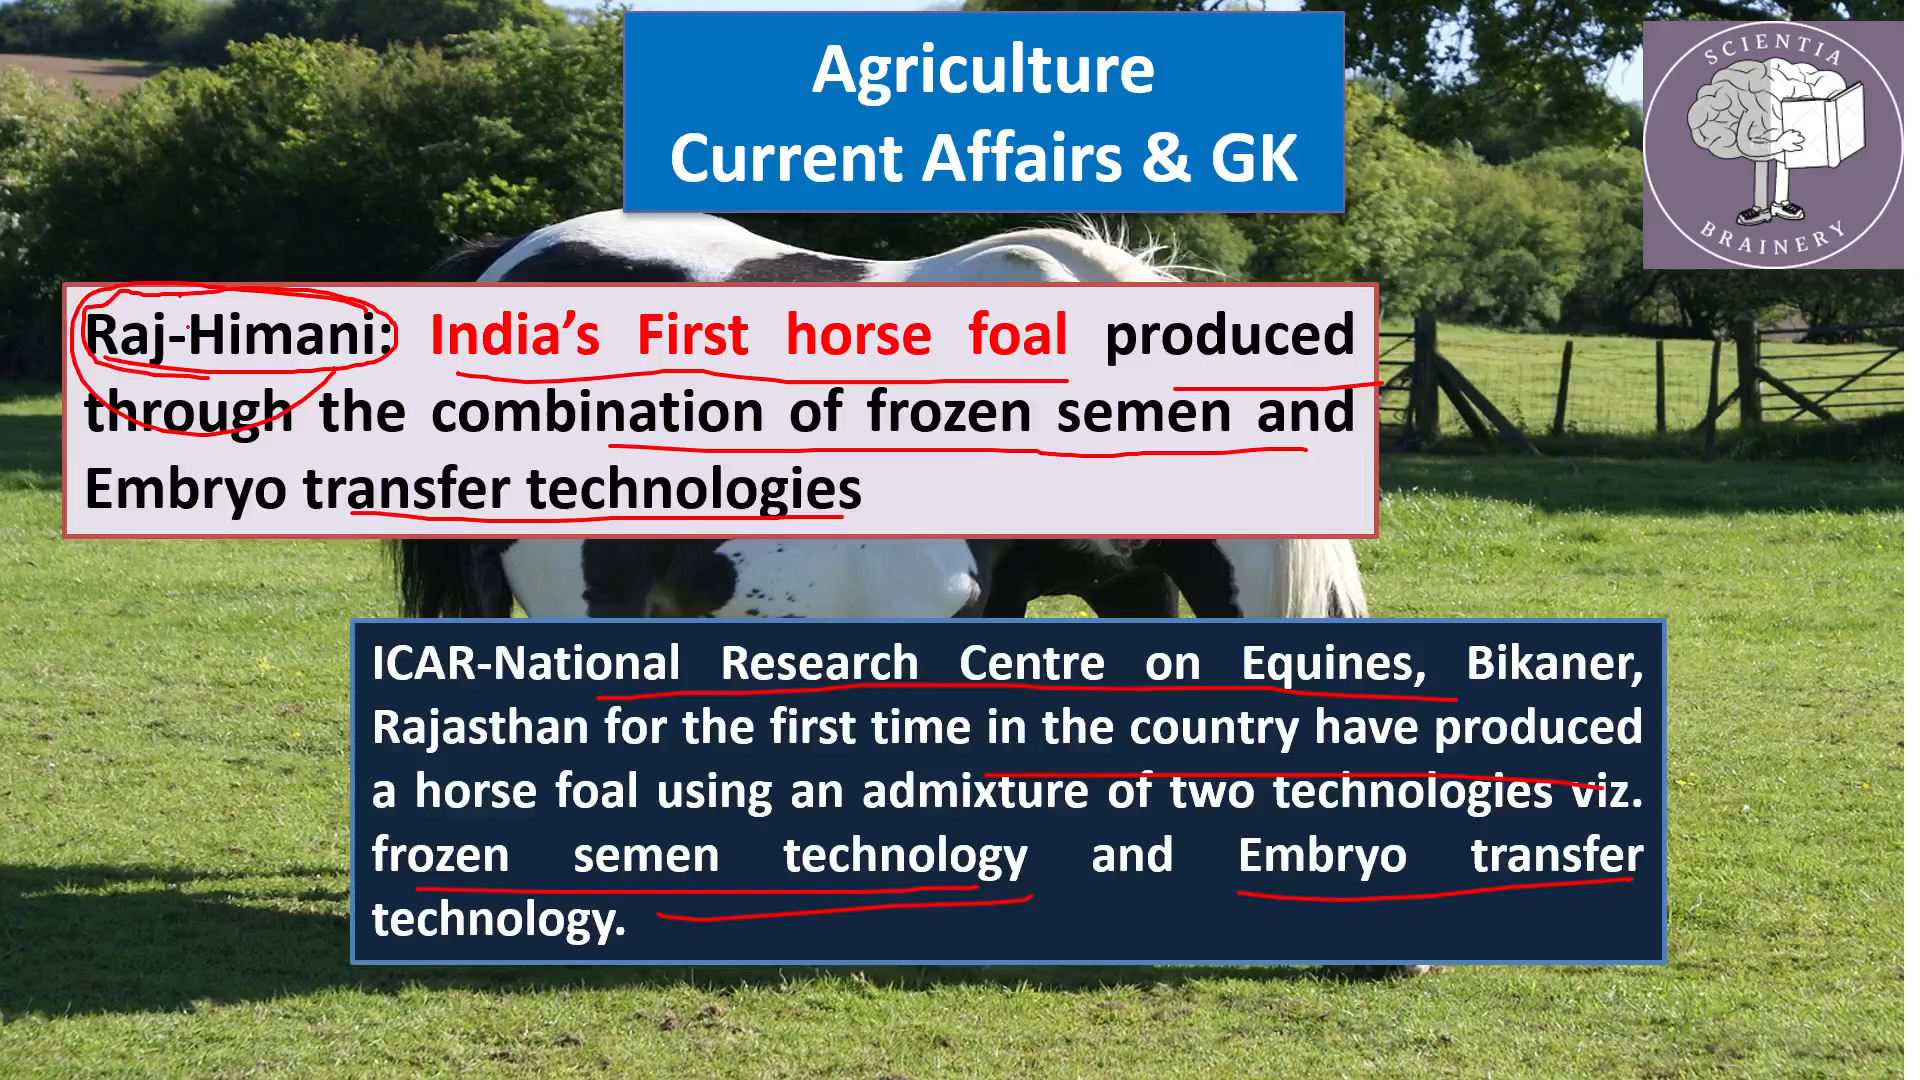 Agriculture
Current Affairs & GK
SCIENTIA
BRAINERY
Raj-Himani: India’s First horse foal produced
through the combination of frozen semen and
Embryo transfer technologies
ICAR-National Research Centre on Equines, Bikaner,
Rajasthan for the first time in the country have produced
a horse foal using an admixture of two technologies viz.
frozen semen technology and Embryo transfer
technology.